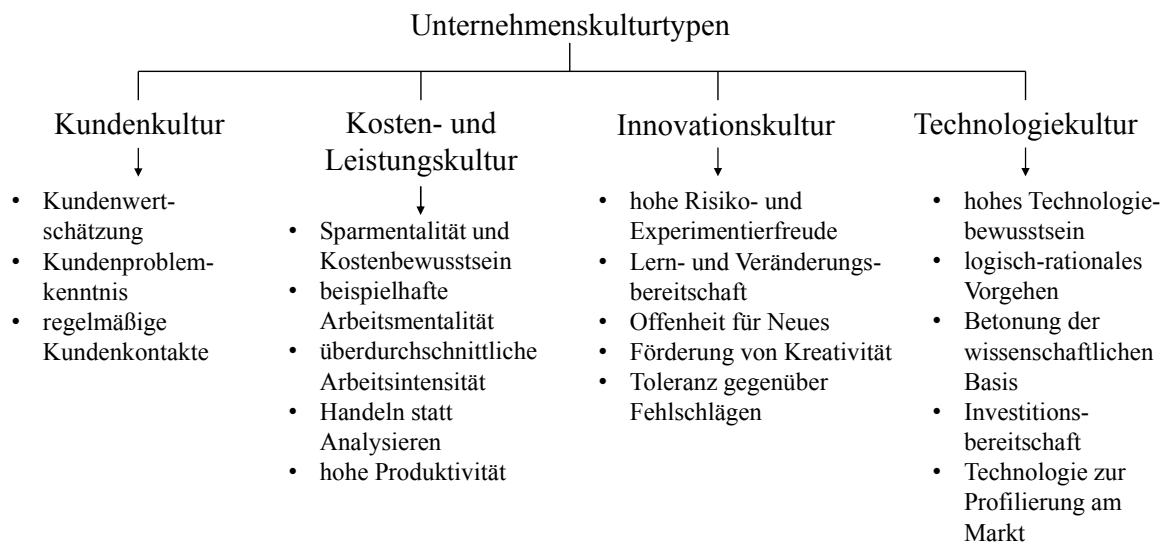 Unternehmenskulturtypen
Kundenkultur
• Kundenwert-
schätzung
• Kundenproblem-
kenntnis
• regelmäßige
Kundenkontakte
Kosten- und
Leistungskultur
• Sparmentalität und
Kostenbewusstsein
• beispielhafte
Arbeitsmentalität
• überdurchschnittliche
Arbeitsintensität
• Handeln statt
Analysieren
• hohe Produktivität
Innovationskultur
• hohe Risiko- und
Experimentierfreude
• Lern- und Veränderungs-
bereitschaft
• Offenheit für Neues
• Förderung von Kreativität
• Toleranz gegenüber
Fehlschlägen
Technologiekultur
• hohes Technologie-
bewusstsein
• logisch-rationales
Vorgehen
• Betonung der
wissenschaftlichen
Basis
• Investitions-
bereitschaft
• Technologie zur
Profilierung am
Markt